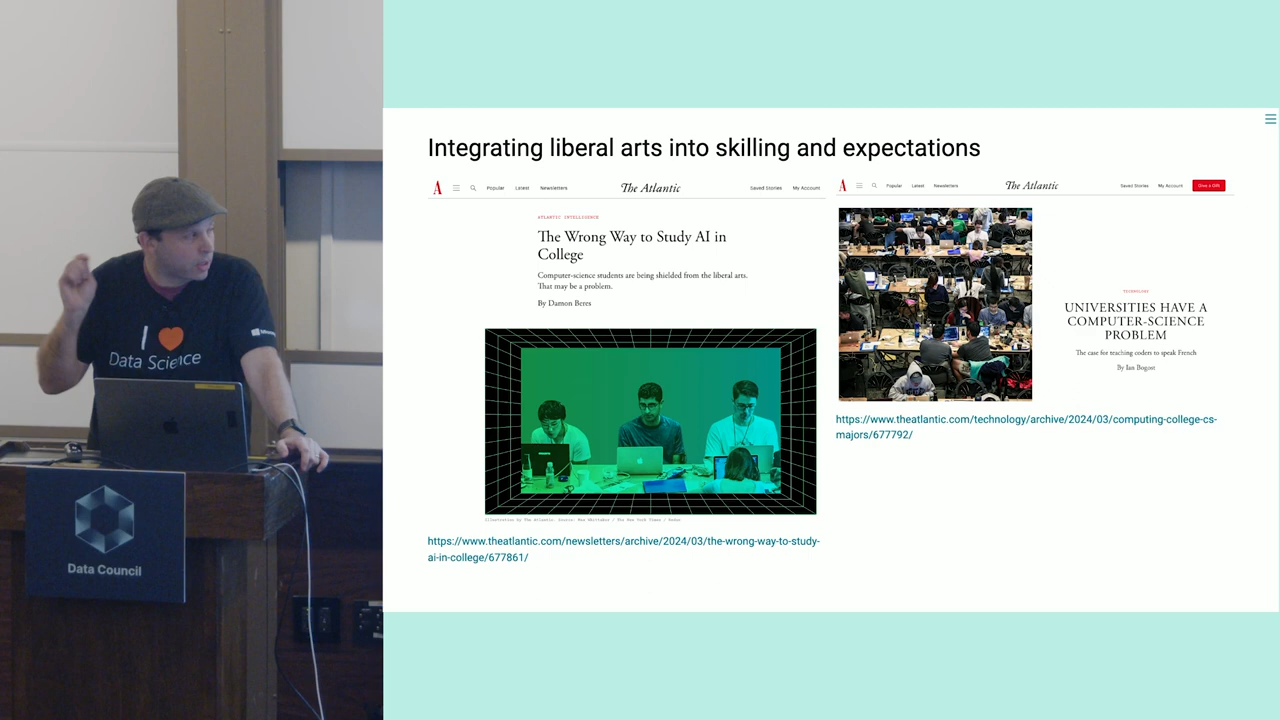 I
Data Science
Data Council
Integrating liberal arts into skilling and expectations
Popular Latest Newsletters
The Atlantic
Saved Stories My Account
ATLANTIC INTELLIGENCE
The Wrong Way to Study AI in
College
Computer-science students are being shielded from the liberal arts.
That may be a problem.
By Damon Beres
https://www.theatlantic.com/newsletters/archive/2024/03/the-wrong-way-to-study-
ai-in-college/677861/
A
Popular Latest Newsletters
The Atlantic
Saved Stories My Account Give a Gift
TECHNOLOGY
UNIVERSITIES HAVE A
COMPUTER-SCIENCE
PROBLEM
The case for teaching coders to speak French
By Ian Bogost
https://www.theatlantic.com/technology/archive/2024/03/computing-college-cs-
majors/677792/